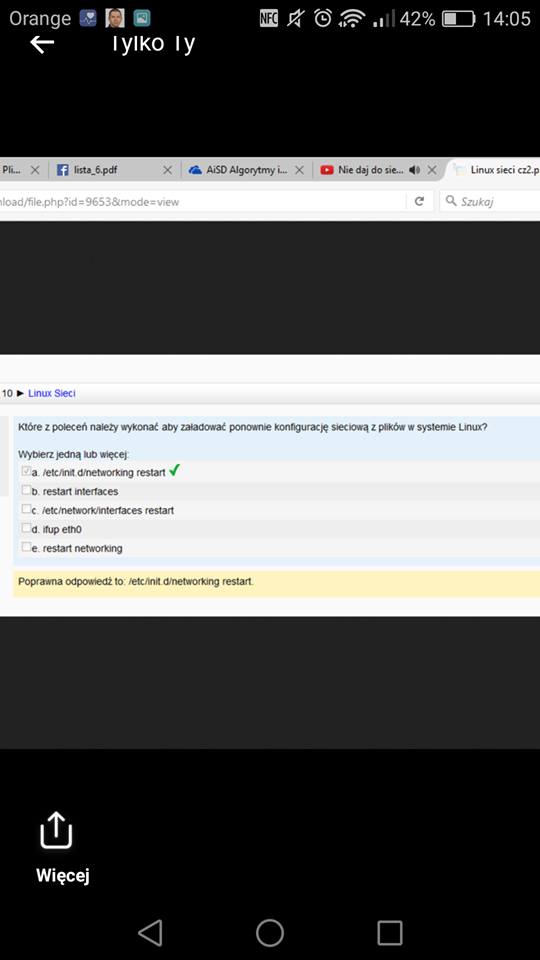 Orange NFC 42% 14:05
Tylko Ty
Pli... lista_6.pdf AiSD Algorytmy i... Nie daj do sie... Linux sieci cz2.p
nload/file.php?id=9653&mode=view Szukaj
10 ► Linux Sieci
Które z poleceń należy wykonać aby załadować ponownie konfigurację sieciową z plików w systemie Linux?
Wybierz jedną lub więcej:
a. /etc/init.d/networking restart
b. restart interfaces
c. /etc/network/interfaces restart
d. ifup eth0
e. restart networking
Poprawna odpowiedź to: /etc/init.d/networking restart.
Więcej